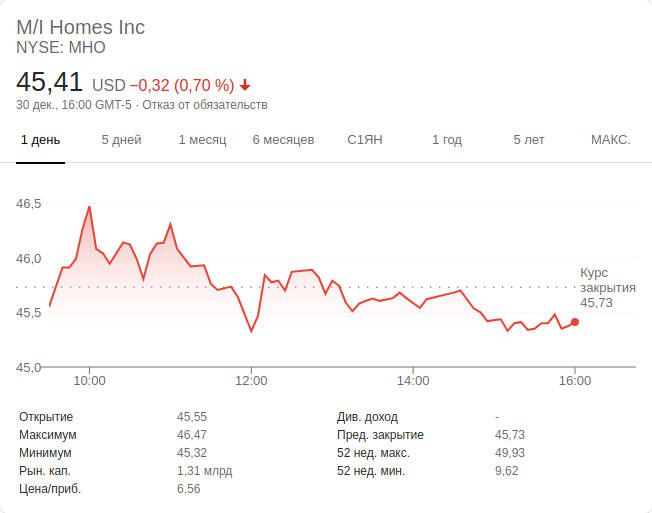 M/I Homes Inc
NYSE: MHO
45,41 USD −0,32 (0,70 %)
30 дек., 16:00 GMT-5 · Отказ от обязательств
1 день 5 дней 1 месяц 6 месяцев С1ЯН 1 год 5 лет МАКС.
46,5
46,0
45,5
45,0
Курс
закрытия
45,73
10:00 12:00 14:00 16:00
Открытие 45,55 Див. доход -
Максимум 46,47 Пред. закрытие 45,73
Минимум 45,32 52 нед. макс. 49,93
Рын. кап. 1,31 млрд 52 нед. мин. 9,62
Цена/приб. 6,56